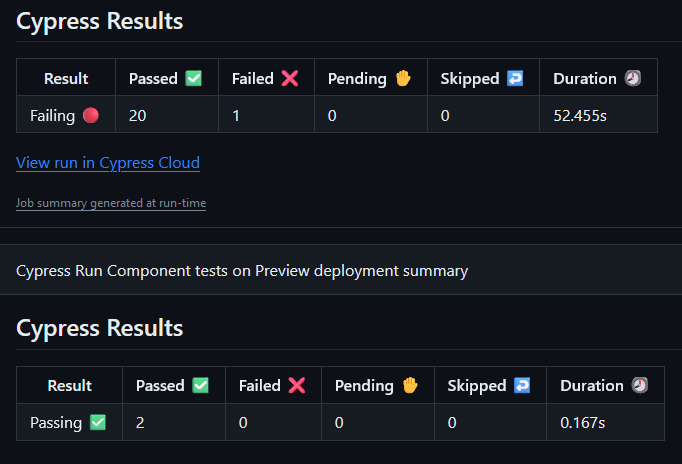 Cypress Results
Result Passed ✅ Failed ❌ Pending ✋ Skipped ↩️ Duration 🕗
Failing 🔴 20 1 0 0 52.455s
View run in Cypress Cloud
Job summary generated at run-time
Cypress Run Component tests on Preview deployment summary
Cypress Results
Result Passed ✅ Failed ❌ Pending ✋ Skipped ↩️ Duration 🕗
Passing ✅ 2 0 0 0 0.167s